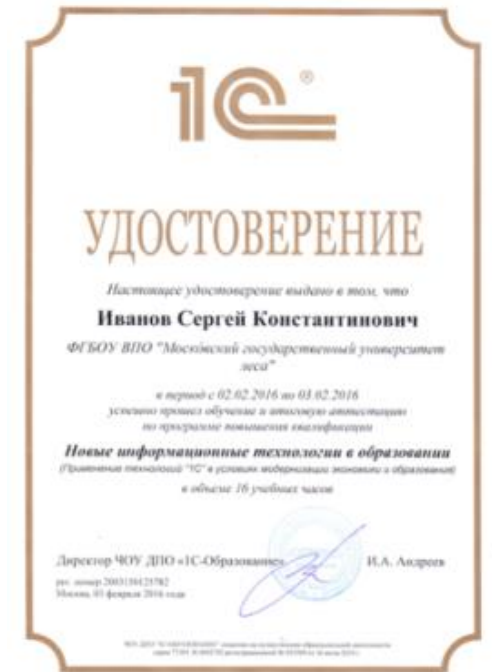 1С®
УДОСТОВЕРЕНИЕ
Настоящее удостоверение выдано в том, что
Иванов Сергей Константинович
ФГБОУ ВПО "Московский государственный университет
леса"
в период с 02.02.2016 по 03.02.2016
успешно прошел обучение и итоговую аттестацию
по программе повышения квалификации
Новые информационные технологии в образовании
(Применение технологий "1С" в условиях модернизации экономики и образования)
в объеме 16 учебных часов
Директор ЧОУ ДПО «1С-Образование»
И.А. Андреев
рег. номер
Москва, 03 февраля 2016 года